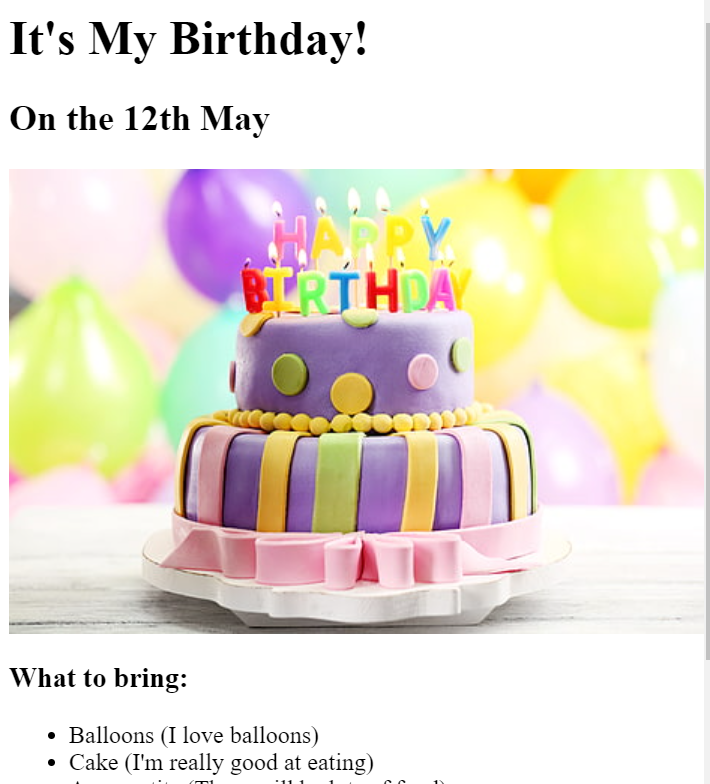 It's My Birthday!
On the 12th May
HAPPY
BIRTHDAY
What to bring:
Balloons (I love balloons)
Cake (I'm really good at eating)